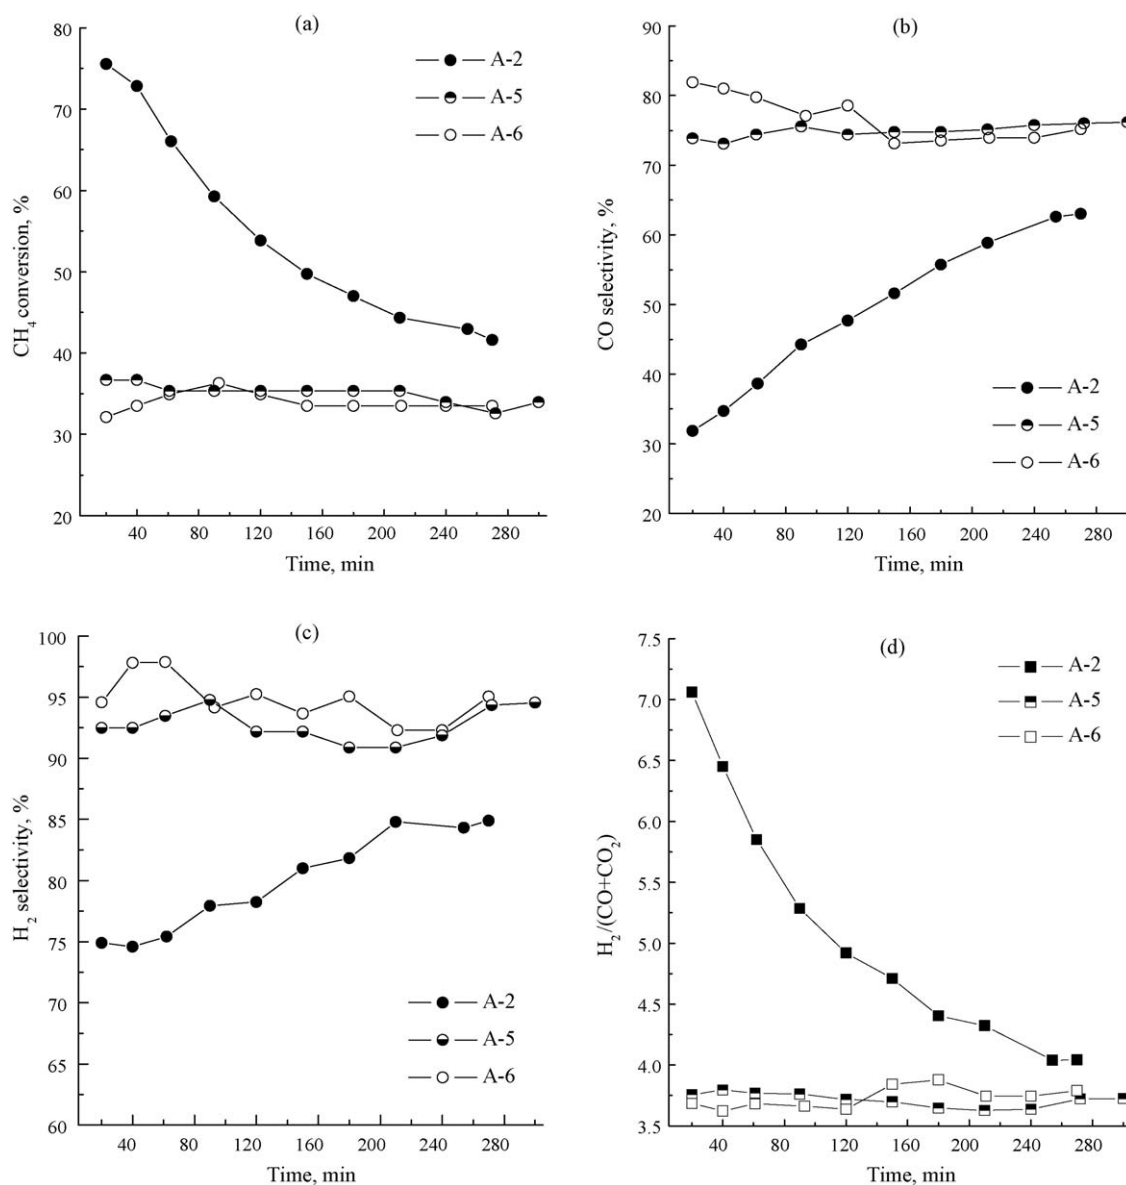 (a)
80
70
60
50
40
30
20
CH4 conversion, %
A-2
A-5
A-6
40 80 120 160 200 240 280
Time, min
(b)
90
80
70
60
50
40
30
20
CO selectivity, %
A-2
A-5
A-6
40 80 120 160 200 240 280
Time, min
(c)
100
95
90
85
80
75
70
65
60
H2 selectivity, %
A-2
A-5
A-6
40 80 120 160 200 240 280
Time, min
(d)
7.5
7.0
6.5
6.0
5.5
5.0
4.5
4.0
3.5
H2/(CO+CO2)
A-2
A-5
A-6
40 80 120 160 200 240 280
Time, min